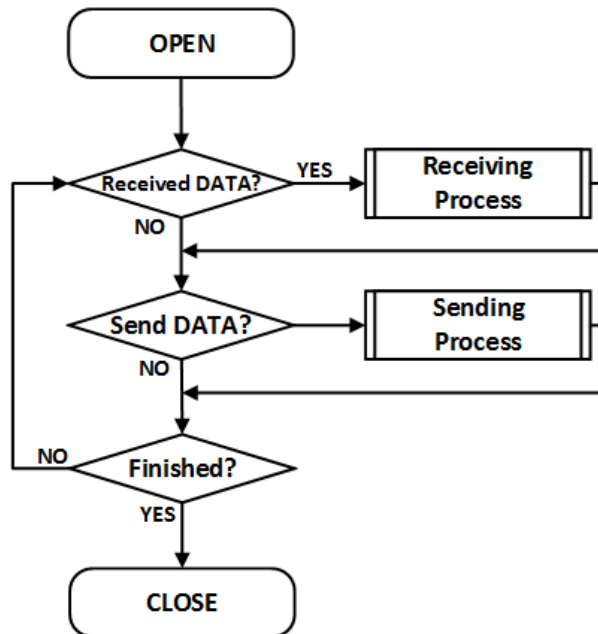 OPEN
Received DATA?
YES
Receiving
Process
NO
Send DATA?
Sending
Process
NO
Finished?
NO
YES
CLOSE